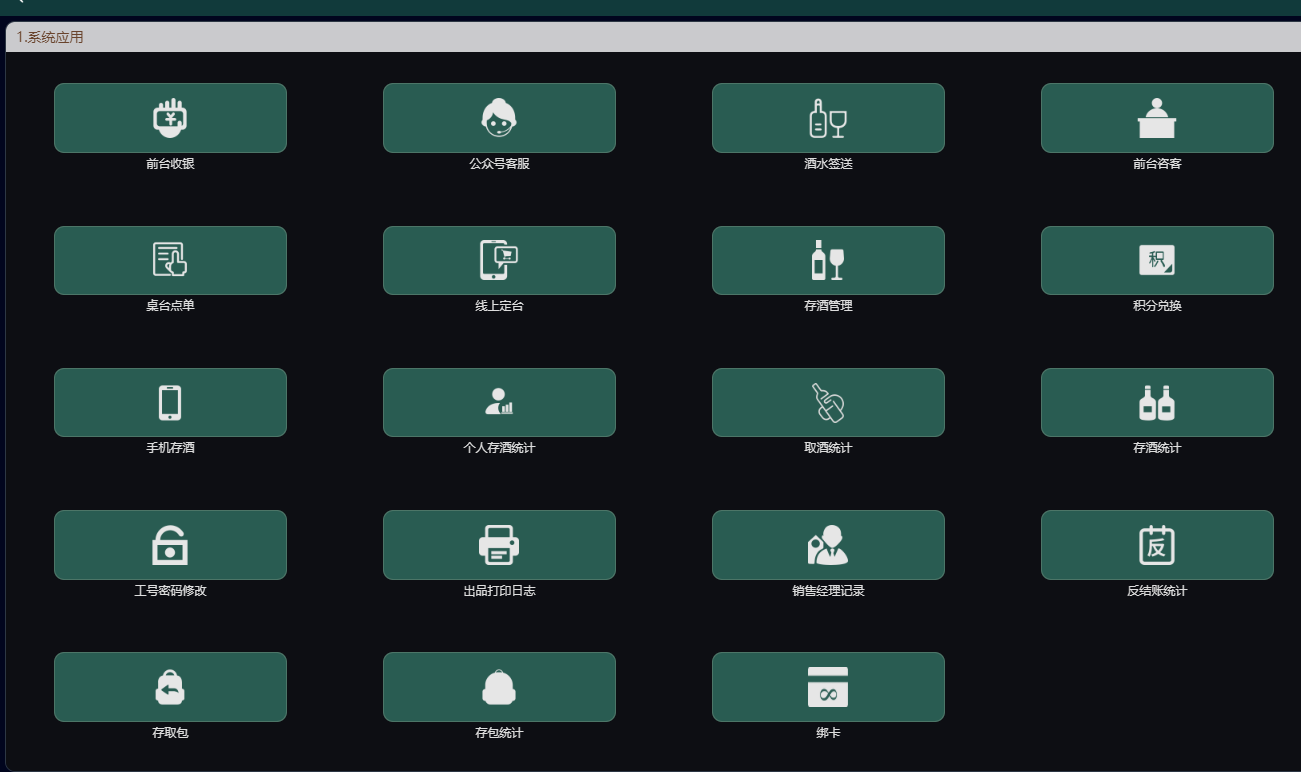 1.系统应用
¥
前台收银
公众号客服
酒水签送
前台咨客
桌台点单
线上定台
存酒管理
积
积分兑换
手机存酒
个人存酒统计
取酒统计
存酒统计
工号密码修改
出品打印日志
销售经理记录
反
反结账统计
存取包
存包统计
绑卡